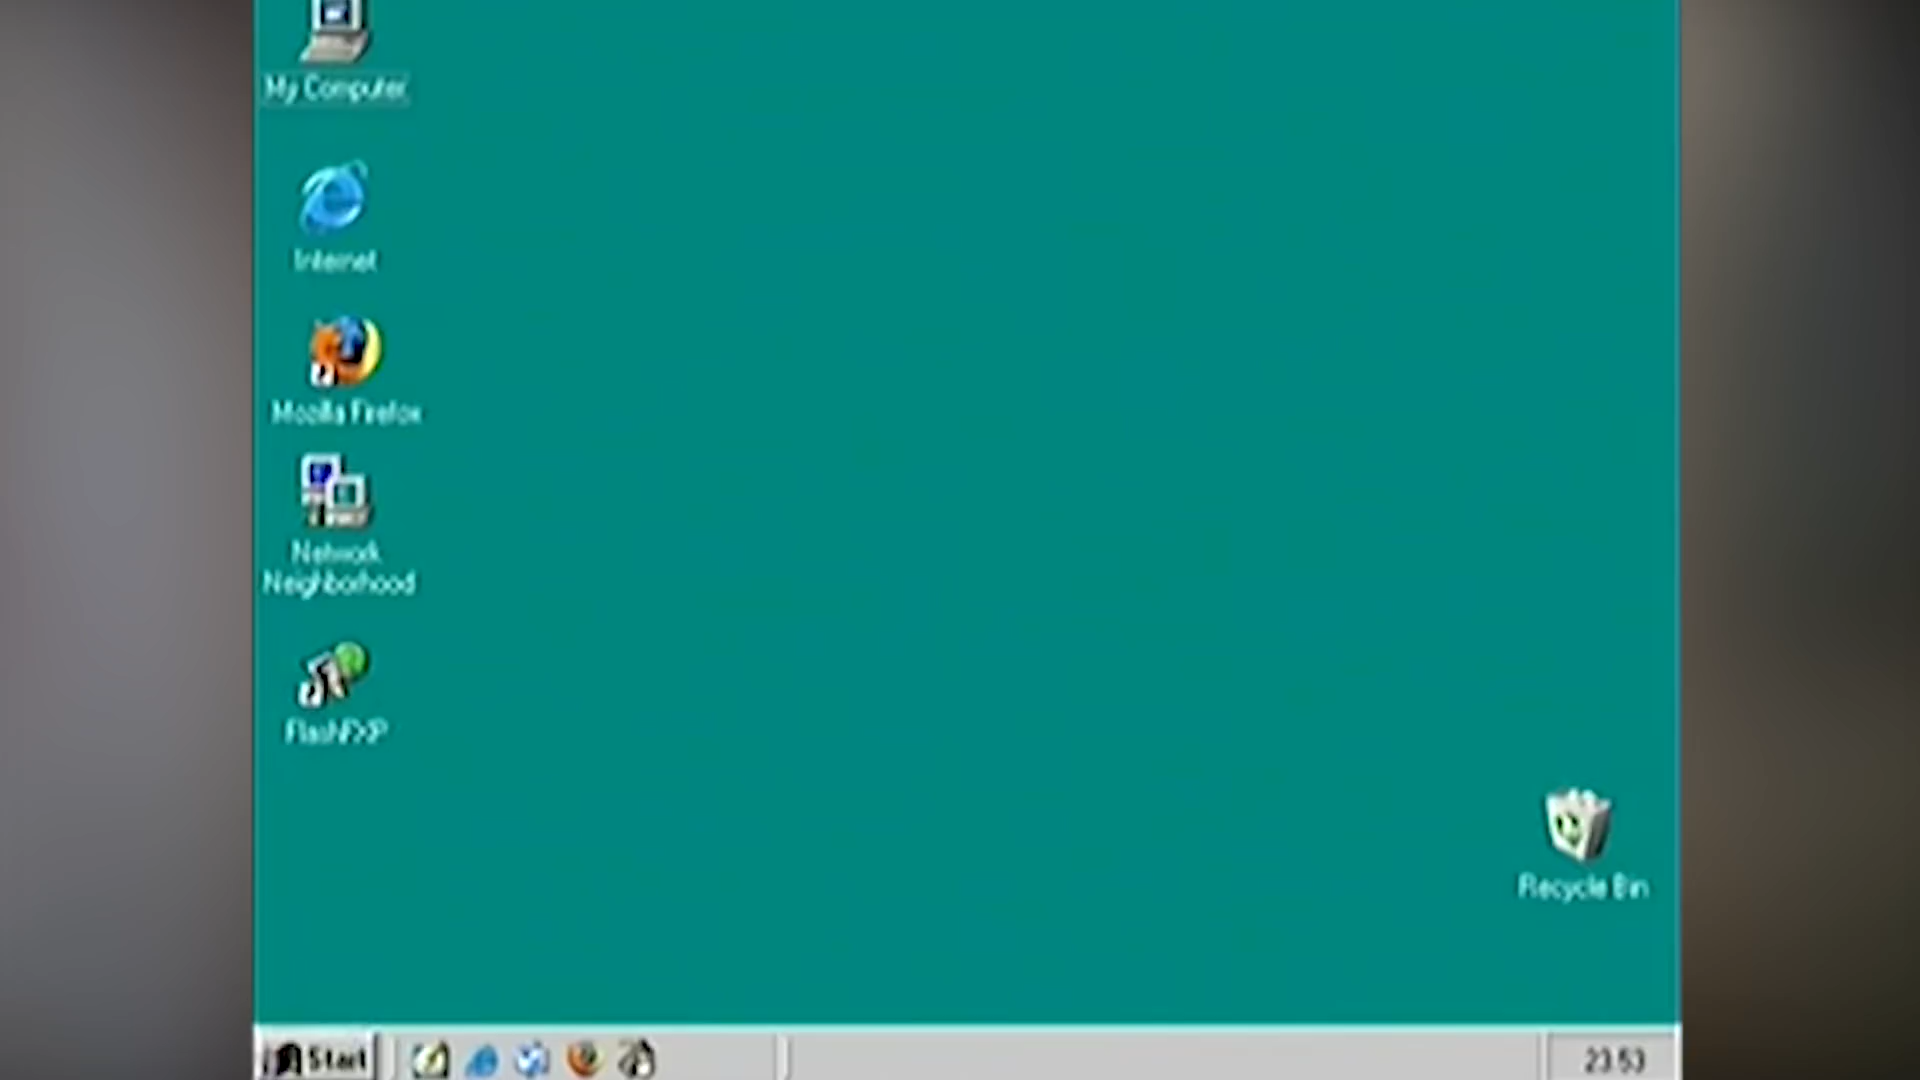 My Computer
Internet
Mozilla Firefox
Network
Neighborhood
FlashFXP
Recycle Bin
Start
23:53